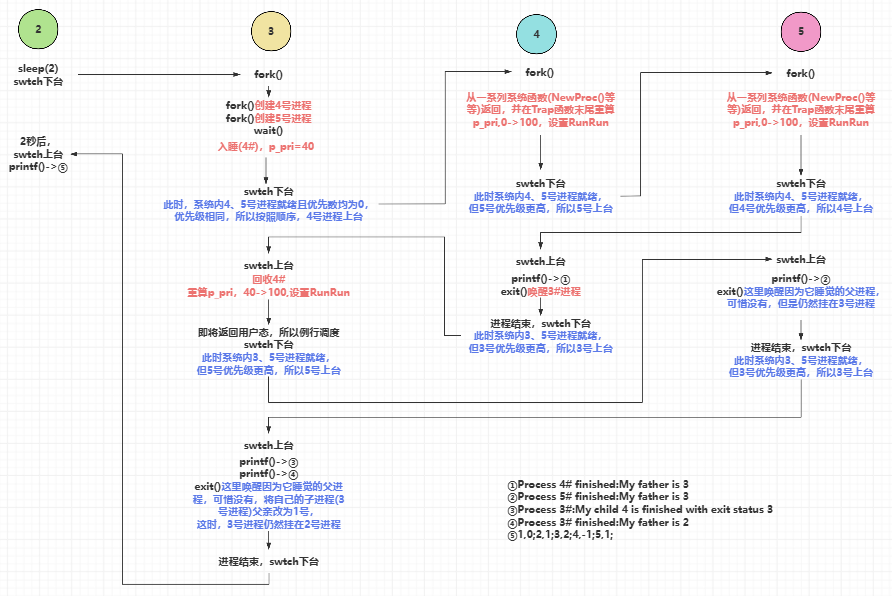 2
3
4
5
sleep(2)
swtch下台
fork()
fork()创建4号进程
fork()创建5号进程
wait()
入睡(4#)，p_pri=40
swtch下台
此时，系统内4、5号进程就绪且优先数均为0，
优先级相同，所以按照顺序，4号进程上台
fork()
从一系列系统函数(NewProc()等
等)返回，并在Trap函数末尾重算
p_pri,0->100，设置RunRun
swtch下台
此时系统内4、5号进程就绪，
但5号优先级更高，所以5号上台
fork()
从一系列系统函数(NewProc()等
等)返回，并在Trap函数末尾重算
p_pri,0->100，设置RunRun
swtch下台
此时系统内4、5号进程就绪，
但4号优先级更高，所以4号上台
2秒后，
swtch上台
printf()->⑤
swtch上台
回收4#
重算p_pri，40->100,设置RunRun
即将返回用户态，所以例行调度
swtch下台
此时系统内3、5号进程就绪，
但5号优先级更高，所以5号上台
swtch上台
printf()->①
exit()唤醒3#进程
进程结束，swtch下台
此时系统内3、5号进程就绪，
但3号优先级更高，所以3号上台
swtch上台
printf()->②
exit()这里唤醒因为它睡觉的父进程，
可惜没有，但是仍然挂在3号进程
进程结束，swtch下台
此时系统内3、5号进程就绪，
但3号优先级更高，所以3号上台
swtch上台
printf()->③
printf()->④
exit()这里唤醒因为它睡觉的父进
程，可惜没有，将自己的子进程(3
号进程)父亲改为1号，
这时，3号进程仍然挂在2号进程
进程结束，swtch下台
①Process 4# finished:My father is 3
②Process 5# finished:My father is 3
③Process 3#:My child 4 is finished with exit status 3
④Process 3# finished:My father is 2
⑤1,0;2,1;3,2;4,-1;5,1;